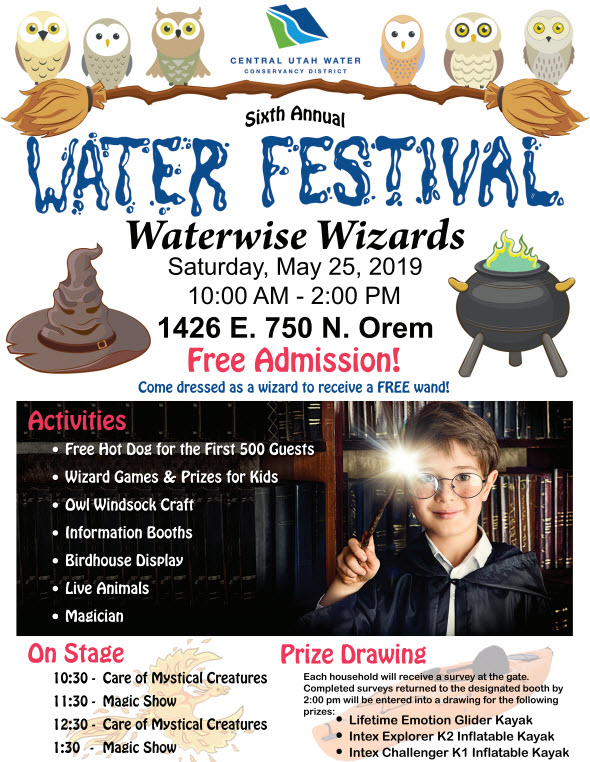 CENTRAL UTAH WATER
CONSERVANCY DISTRICT
Sixth Annual
WATER FESTIVAL
Waterwise Wizards
Saturday, May 25, 2019
10:00 AM - 2:00 PM
1426 E. 750 N. Orem
Free Admission!
Come dressed as a wizard to receive a FREE wand!
Activities
• Free Hot Dog for the First 500 Guests
• Wizard Games & Prizes for Kids
• Owl Windsock Craft
• Information Booths
• Birdhouse Display
• Live Animals
• Magician
On Stage
10:30 - Care of Mystical Creatures
11:30 - Magic Show
12:30 - Care of Mystical Creatures
1:30 - Magic Show
Prize Drawing
Each household will receive a survey at the gate.
Completed surveys returned to the designated booth by
2:00 pm will be entered into a drawing for the following
prizes:
• Lifetime Emotion Glider Kayak
• Intex Explorer K2 Inflatable Kayak
• Intex Challenger K1 Inflatable Kayak